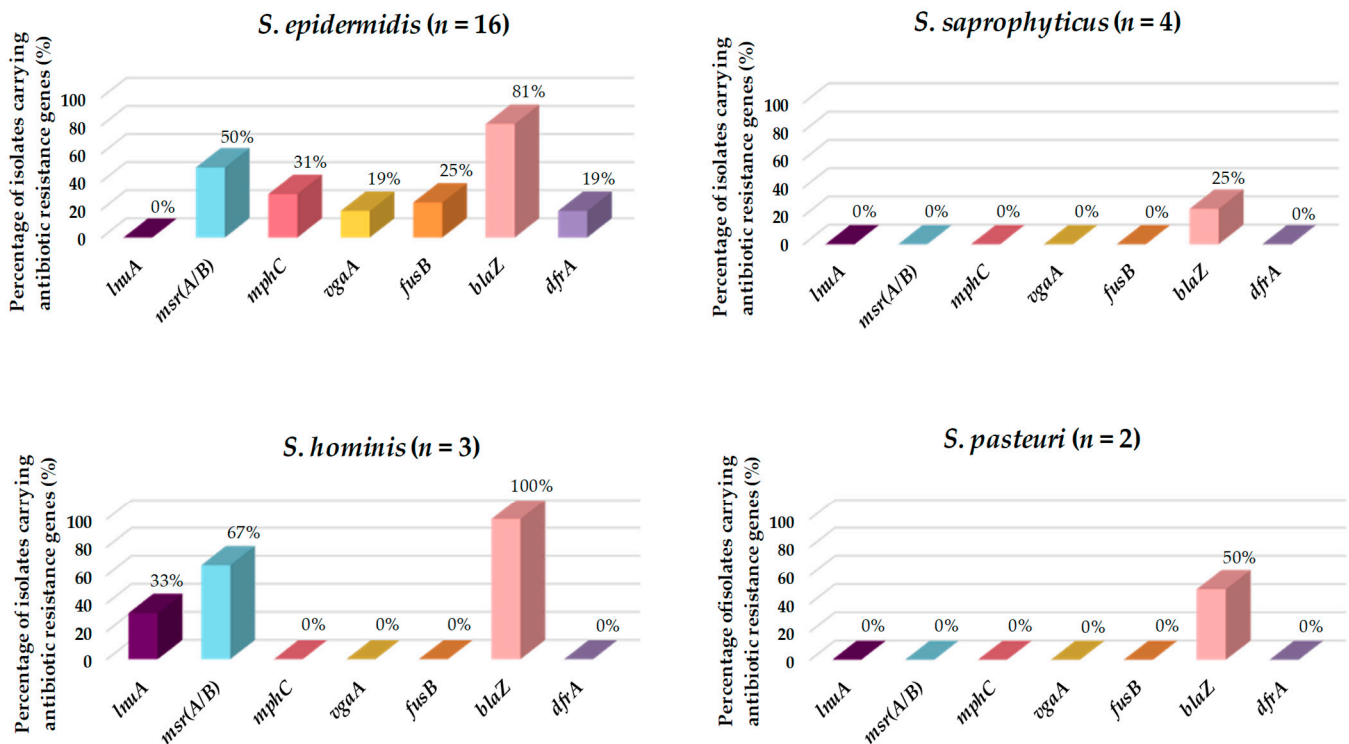 S. epidermidis (n = 16)
Percentage of isolates carrying
antibiotic resistance genes (%)
100
80
60
40
20
0
0%
50%
31%
19%
25%
81%
19%
lnuA
msr(A/B)
mphC
vgaA
fusB
blaZ
dfrA
S. saprophyticus (n = 4)
Percentage of isolates carrying
antibiotic resistance genes (%)
100
80
60
40
20
0
0%
0%
0%
0%
0%
25%
0%
lnuA
msr(A/B)
mphC
vgaA
fusB
blaZ
dfrA
S. hominis (n = 3)
Percentage of isolates carrying
antibiotic resistance genes (%)
100
80
60
40
20
0
33%
67%
0%
0%
0%
100%
0%
lnuA
msr(A/B)
mphC
vgaA
fusB
blaZ
dfrA
S. pasteuri (n = 2)
Percentage ofisolates carrying
antibiotic resistance genes (%)
100
80
60
40
20
0
0%
0%
0%
0%
0%
50%
0%
lnuA
msr(A/B)
mphC
vgaA
fusB
blaZ
dfrA